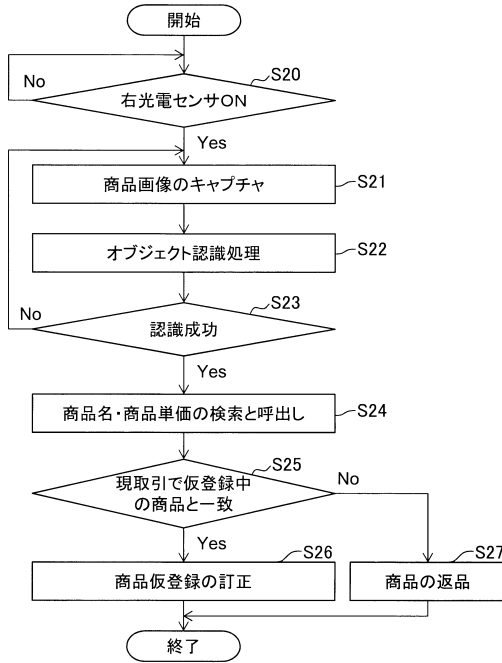 開始
No
S20
右光電センサON
Yes
商品画像のキャプチャ
S21
オブジェクト認識処理
S22
No
S23
認識成功
Yes
商品名・商品単価の検索と呼出し
S24
S25
現取引で仮登録中
の商品と一致
No
Yes
S26
商品仮登録の訂正
S27
商品の返品
終了